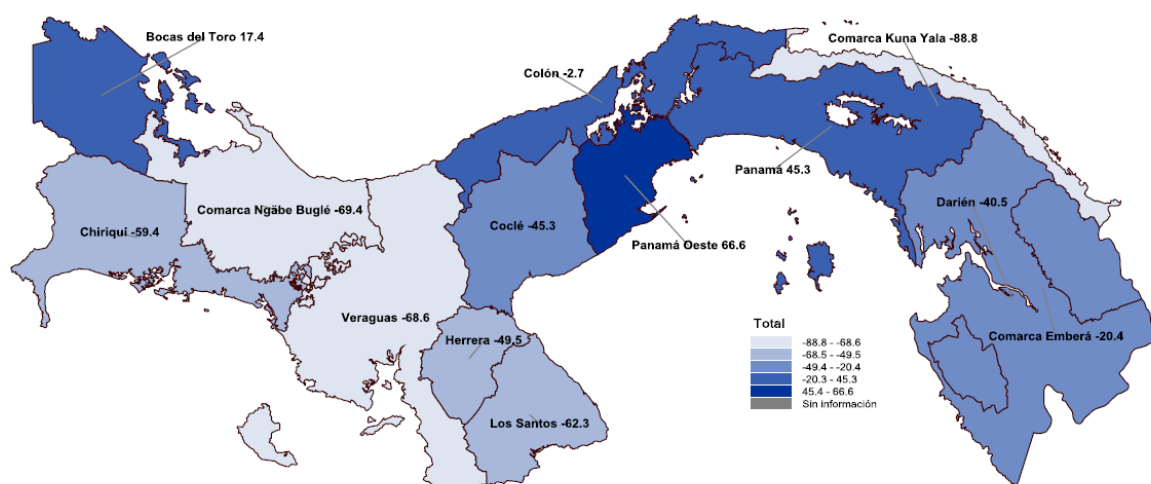 Bocas del Toro 17.4
Comarca Kuna Yala -88.8
Colón -2.7
Panamá 45.3
Comarca Ngäbe Buglé -69.4
Darién -40.5
Chiriquí -59.4
Coclé -45.3
Panamá Oeste 66.6
Veraguas -68.6
Herrera -49.5
Comarca Emberá -20.4
Los Santos -62.3
Total
-88.8 - -68.6
-68.5 - -49.5
-49.4 - -20.4
-20.3 - 45.3
45.4 - 66.6
Sin información